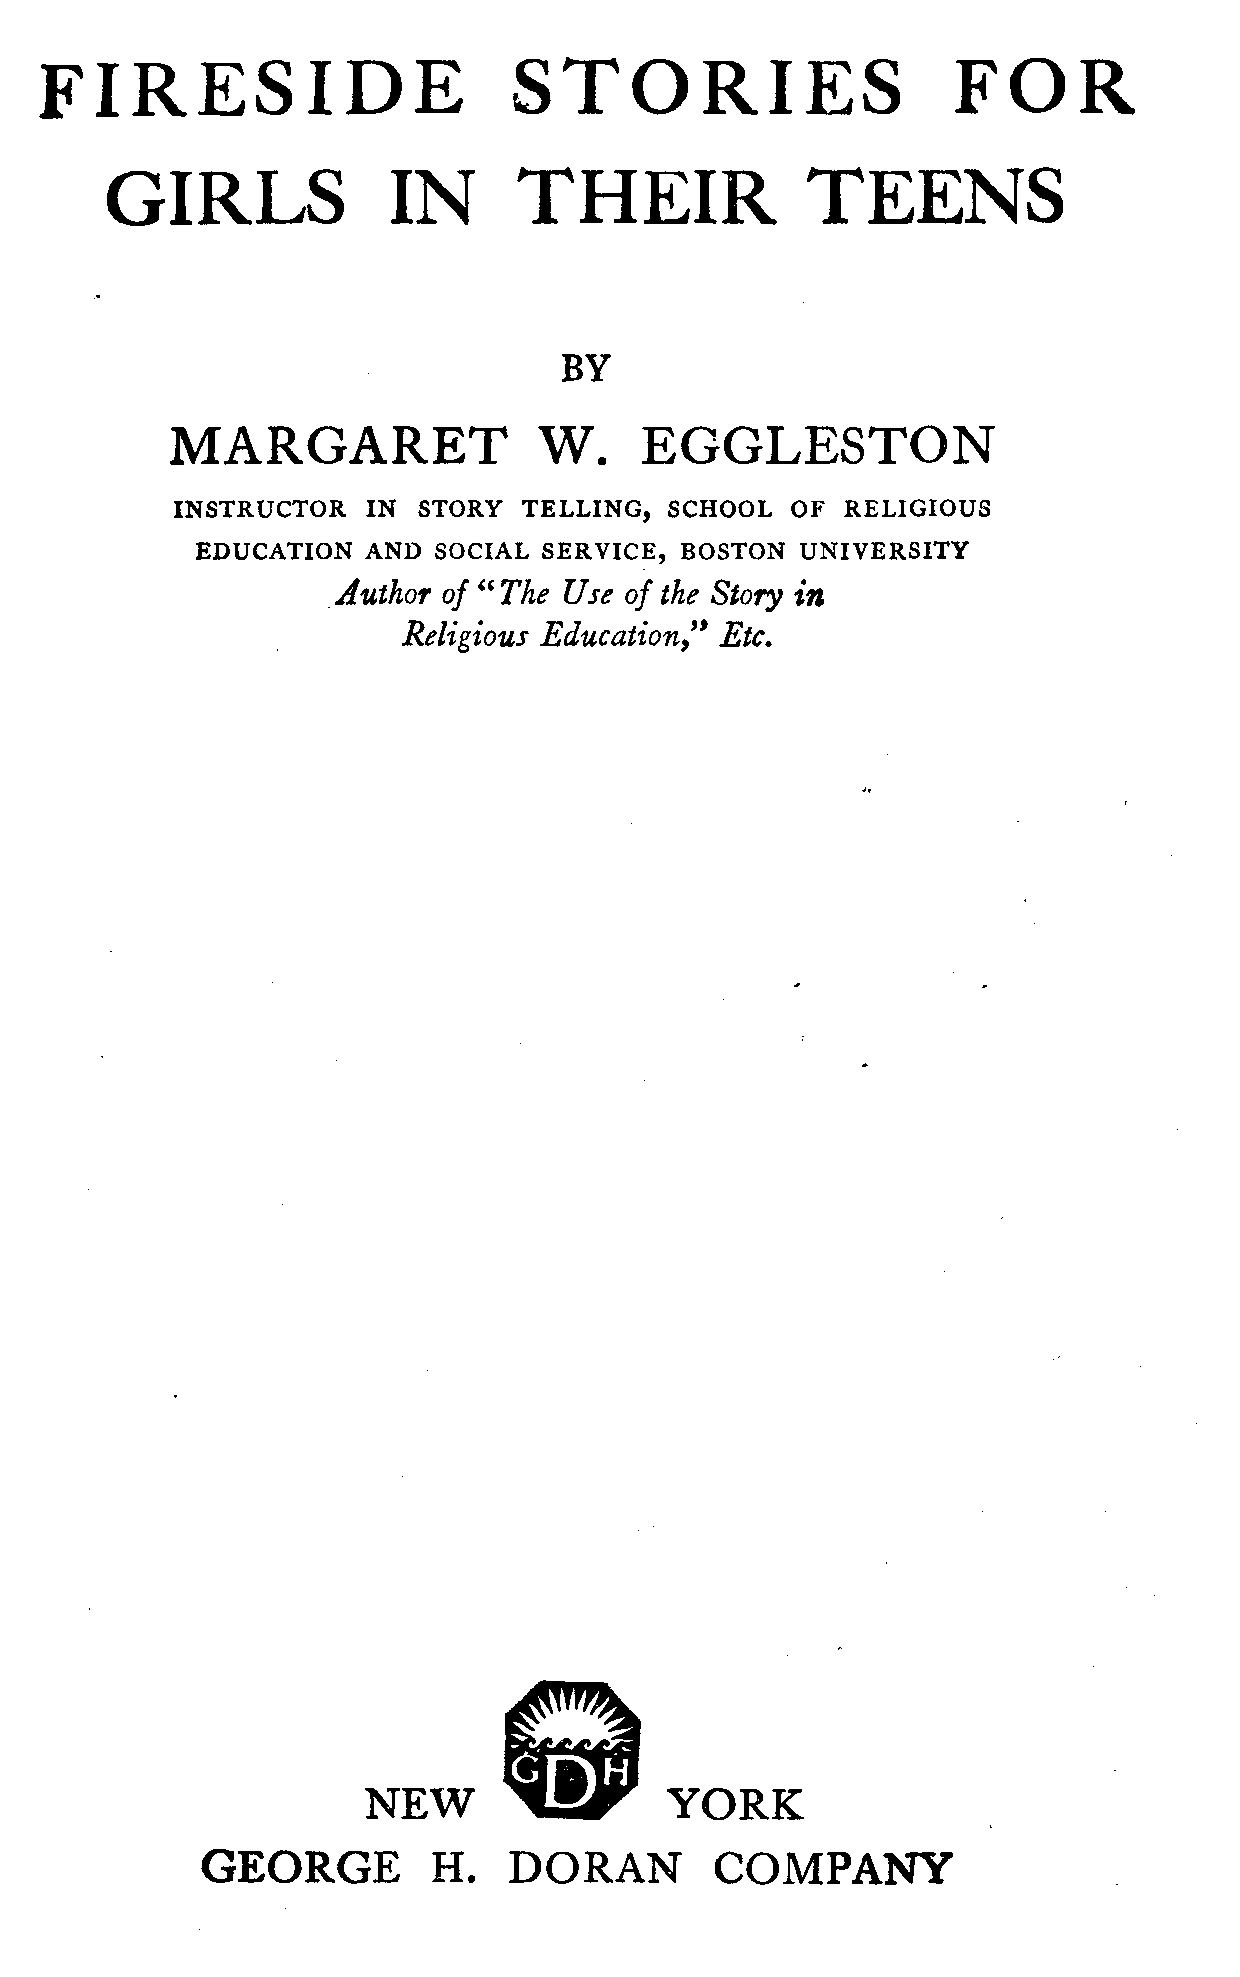 FIRESIDE STORIES FOR
GIRLS IN THEIR TEENS
BY
MARGARET W. EGGLESTON
INSTRUCTOR IN STORY TELLING, SCHOOL OF RELIGIOUS
EDUCATION AND SOCIAL SERVICE, BOSTON UNIVERSITY
Author of “The Use of the Story in
Religious Education,” Etc.
GDH
NEW YORK
GEORGE H. DORAN COMPANY